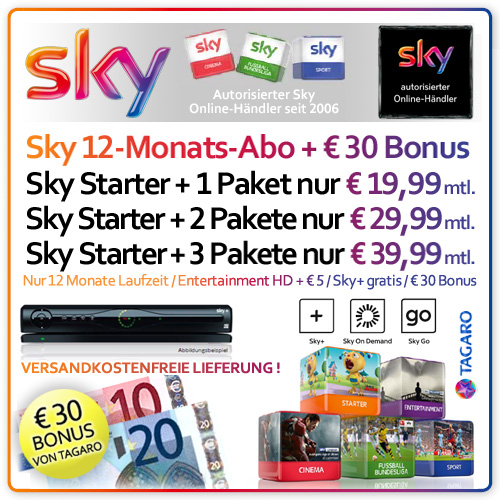 sky
CINEMA
FUSSBALL BUNDESLIGA
SPORT
Autorisierter Sky
Online-Händler seit 2006
sky
autorisierter
Online-Händler
Sky 12-Monats-Abo + € 30 Bonus
Sky Starter + 1 Paket nur € 19,99 mtl.
Sky Starter + 2 Pakete nur € 29,99 mtl.
Sky Starter + 3 Pakete nur € 39,99 mtl.
Nur 12 Monate Laufzeit / Entertainment HD + € 5 / Sky+ gratis / € 30 Bonus
sky
Abbildungsbeispiel
VERSANDKOSTENFREIE LIEFERUNG !
€ 30
BONUS
VON TAGARO
10
20
+
go
Sky+
Sky On Demand
Sky Go
TAGARO
STARTER
ENTERTAINMENT
CINEMA
FUSSBALL
BUNDESLIGA
SPORT